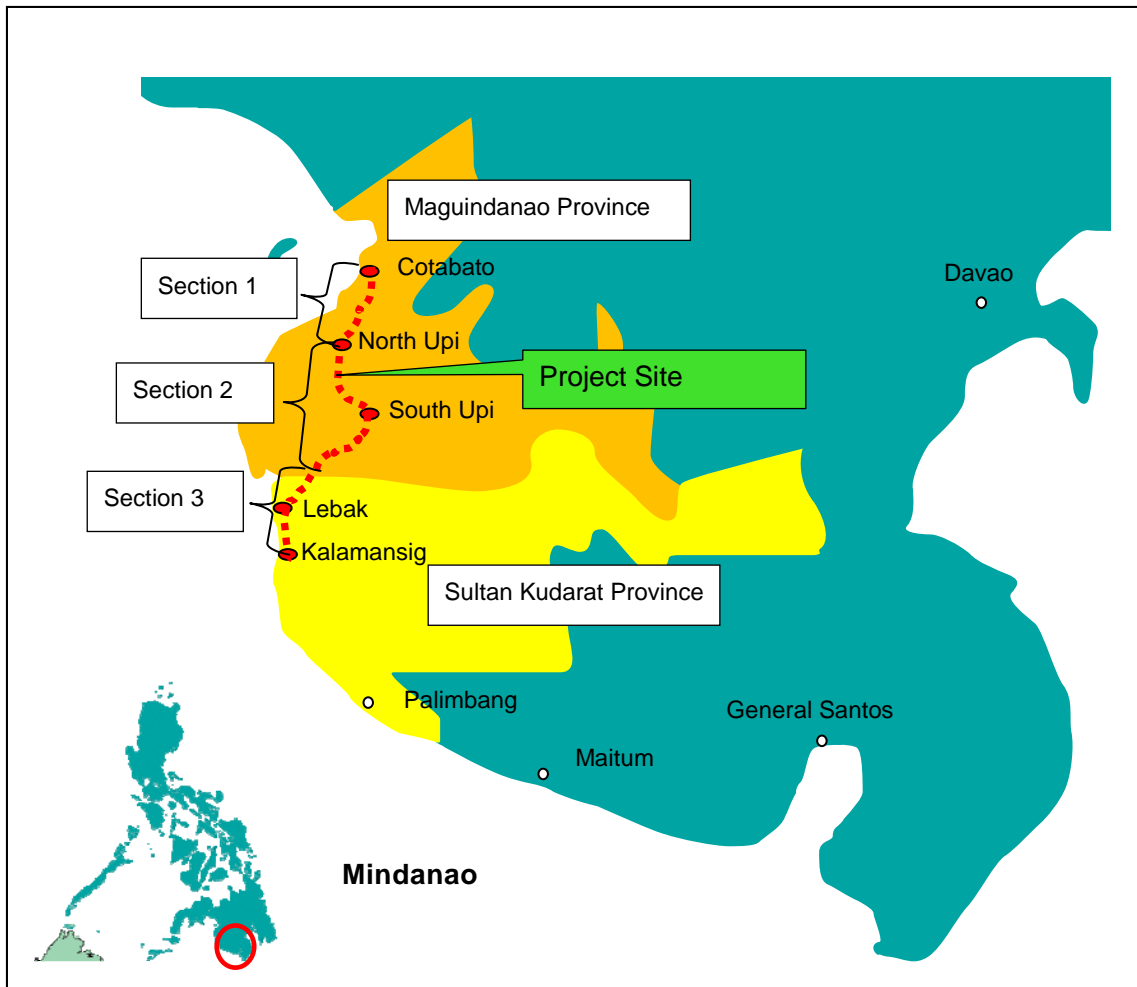 Maguindanao Province
Cotabato
Section 1
Davao
North Upi
Project Site
Section 2
South Upi
Section 3
Lebak
Kalamansig
Sultan Kudarat Province
Palimbang
General Santos
Maitum
Mindanao